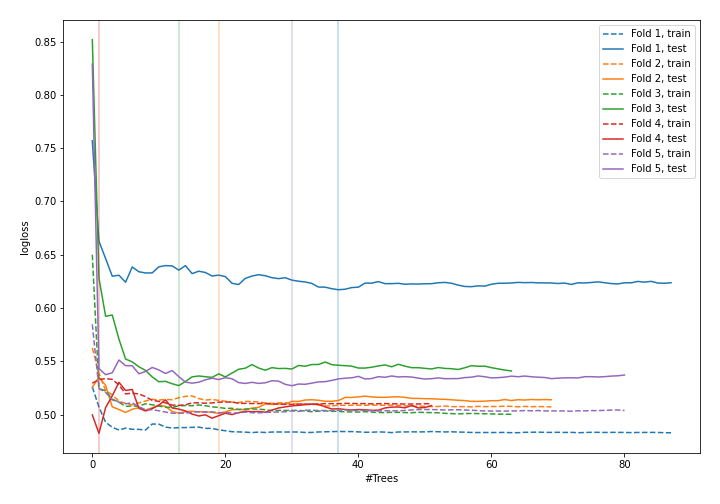 0.85
0.80
0.75
0.70
0.65
0.60
0.55
0.50
logloss
0
20
40
60
80
#Trees
Fold 1, train
Fold 1, test
Fold 2, train
Fold 2, test
Fold 3, train
Fold 3, test
Fold 4, train
Fold 4, test
Fold 5, train
Fold 5, test